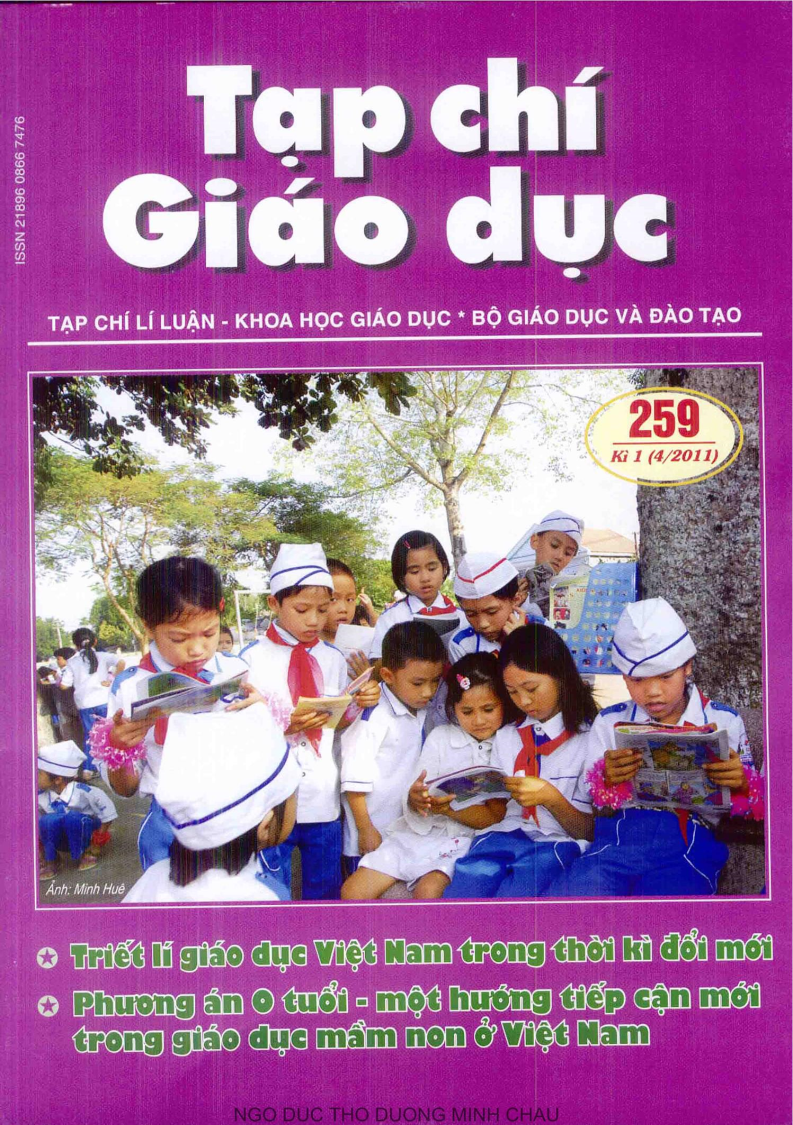 Tạp chí
Giáo dục
ISSN 21896 0866 7476
TẠP CHÍ LÍ LUẬN - KHOA HỌC GIÁO DỤC * BỘ GIÁO DỤC VÀ ĐÀO TẠO
259
Kì 1 (4/2011)
Ảnh: Minh Huê
Triết lí giáo dục Việt Nam trong thời kì đổi mới
Phương án 0 tuổi - một hướng tiếp cận mới
trong giáo dục mầm non ở Việt Nam
NGO DUC THO DUONG MINH CHAU